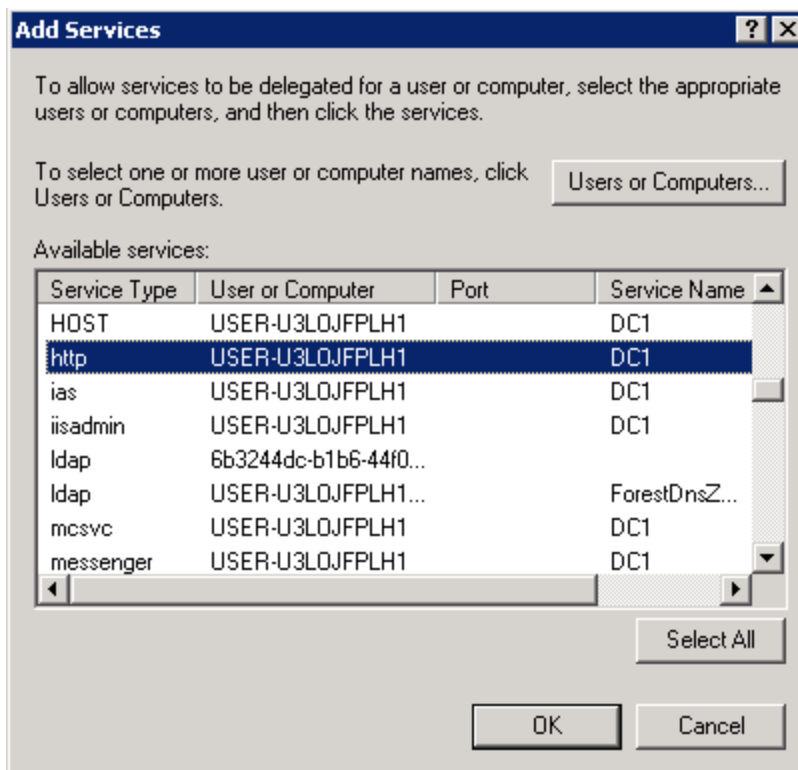 Add Services
To allow services to be delegated for a user or computer, select the appropriate
users or computers, and then click the services.
To select one or more user or computer names, click
Users or Computers.
Users or Computers...
Available services:
Service Type User or Computer Port Service Name
HOST USER-U3LOJFPLH1 DC1
http USER-U3LOJFPLH1 DC1
ias USER-U3LOJFPLH1 DC1
iisadmin USER-U3LOJFPLH1 DC1
ldap 6b3244dc-b1b6-44f0...
ldap USER-U3LOJFPLH1... ForestDnsZ...
mcsvc USER-U3LOJFPLH1 DC1
messenger USER-U3LOJFPLH1 DC1
Select All
OK Cancel